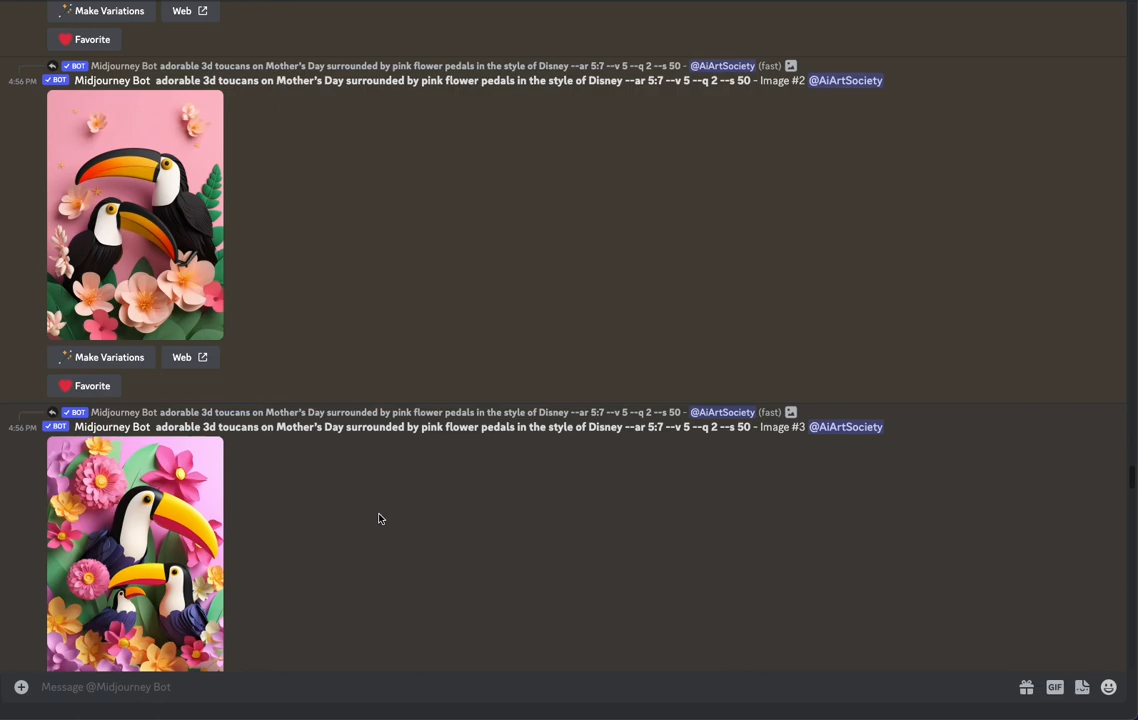 Make Variations Web
Favorite
BOT Midjourney Bot adorable 3d toucans on Mother's Day surrounded by pink flower pedals in the style of Disney --ar 5:7 --v 5 --q 2 --s 50 - @AiArtSociety (fast)
4:56 PM BOT Midjourney Bot adorable 3d toucans on Mother's Day surrounded by pink flower pedals in the style of Disney --ar 5:7 --v 5 --q 2 --s 50 - Image #2 @AiArtSociety
Make Variations Web
Favorite
BOT Midjourney Bot adorable 3d toucans on Mother's Day surrounded by pink flower pedals in the style of Disney --ar 5:7 --v 5 --q 2 --s 50 - @AiArtSociety (fast)
4:56 PM BOT Midjourney Bot adorable 3d toucans on Mother's Day surrounded by pink flower pedals in the style of Disney --ar 5:7 --v 5 --q 2 --s 50 - Image #3 @AiArtSociety
Message @Midjourney Bot GIF